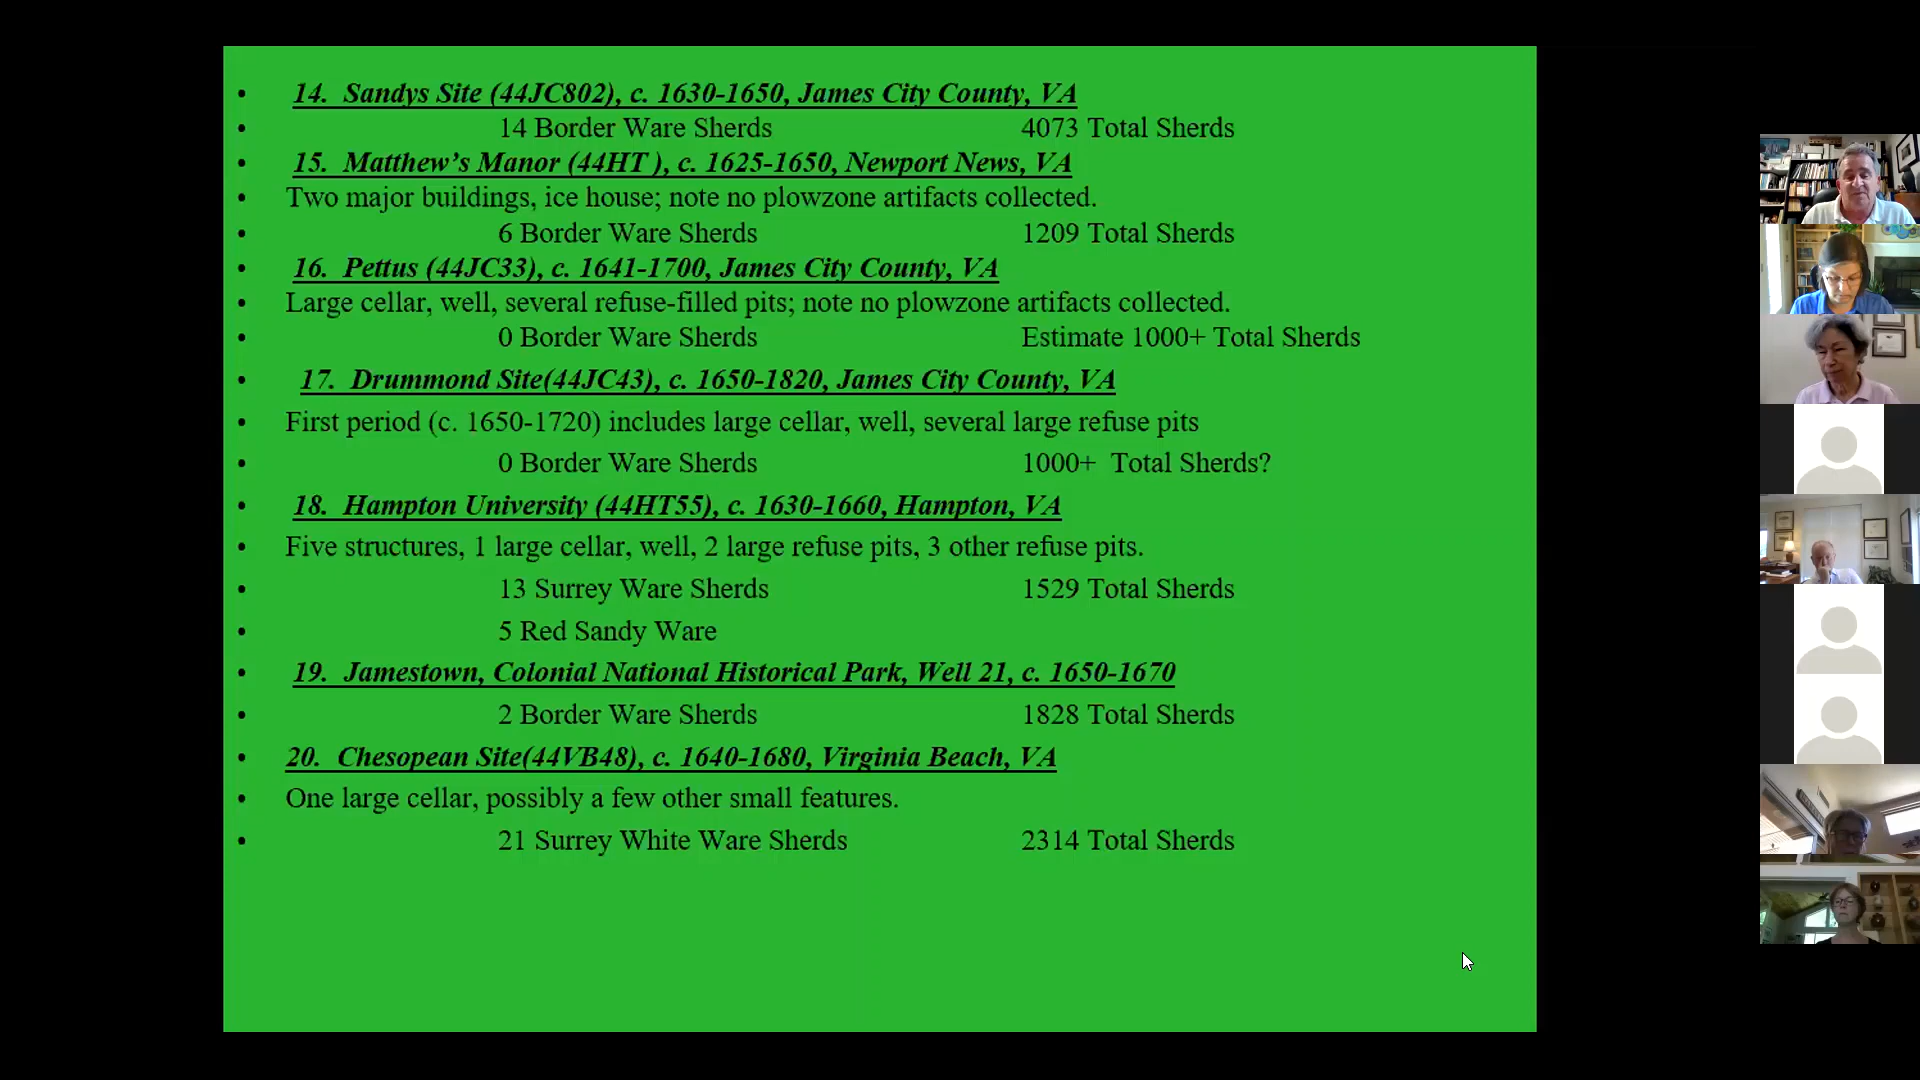 • 14. Sandys Site (44JC802), c. 1630-1650, James City County, VA
• 14 Border Ware Sherds 4073 Total Sherds
• 15. Matthew’s Manor (44HT ), c. 1625-1650, Newport News, VA
• Two major buildings, ice house; note no plowzone artifacts collected.
• 6 Border Ware Sherds 1209 Total Sherds
• 16. Pettus (44JC33), c. 1641-1700, James City County, VA
• Large cellar, well, several refuse-filled pits; note no plowzone artifacts collected.
• 0 Border Ware Sherds Estimate 1000+ Total Sherds
• 17. Drummond Site(44JC43), c. 1650-1820, James City County, VA
• First period (c. 1650-1720) includes large cellar, well, several large refuse pits
• 0 Border Ware Sherds 1000+ Total Sherds?
• 18. Hampton University (44HT55), c. 1630-1660, Hampton, VA
• Five structures, 1 large cellar, well, 2 large refuse pits, 3 other refuse pits.
• 13 Surrey Ware Sherds 1529 Total Sherds
• 5 Red Sandy Ware
• 19. Jamestown, Colonial National Historical Park, Well 21, c. 1650-1670
• 2 Border Ware Sherds 1828 Total Sherds
• 20. Chesopean Site(44VB48), c. 1640-1680, Virginia Beach, VA
• One large cellar, possibly a few other small features.
• 21 Surrey White Ware Sherds 2314 Total Sherds